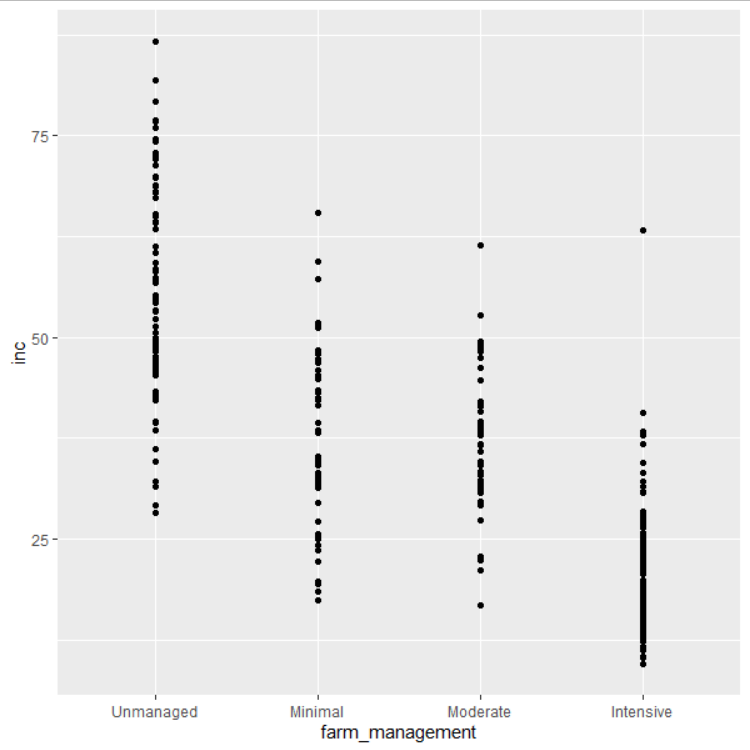 75
50
25
inc
Unmanaged Minimal Moderate Intensive
farm_management